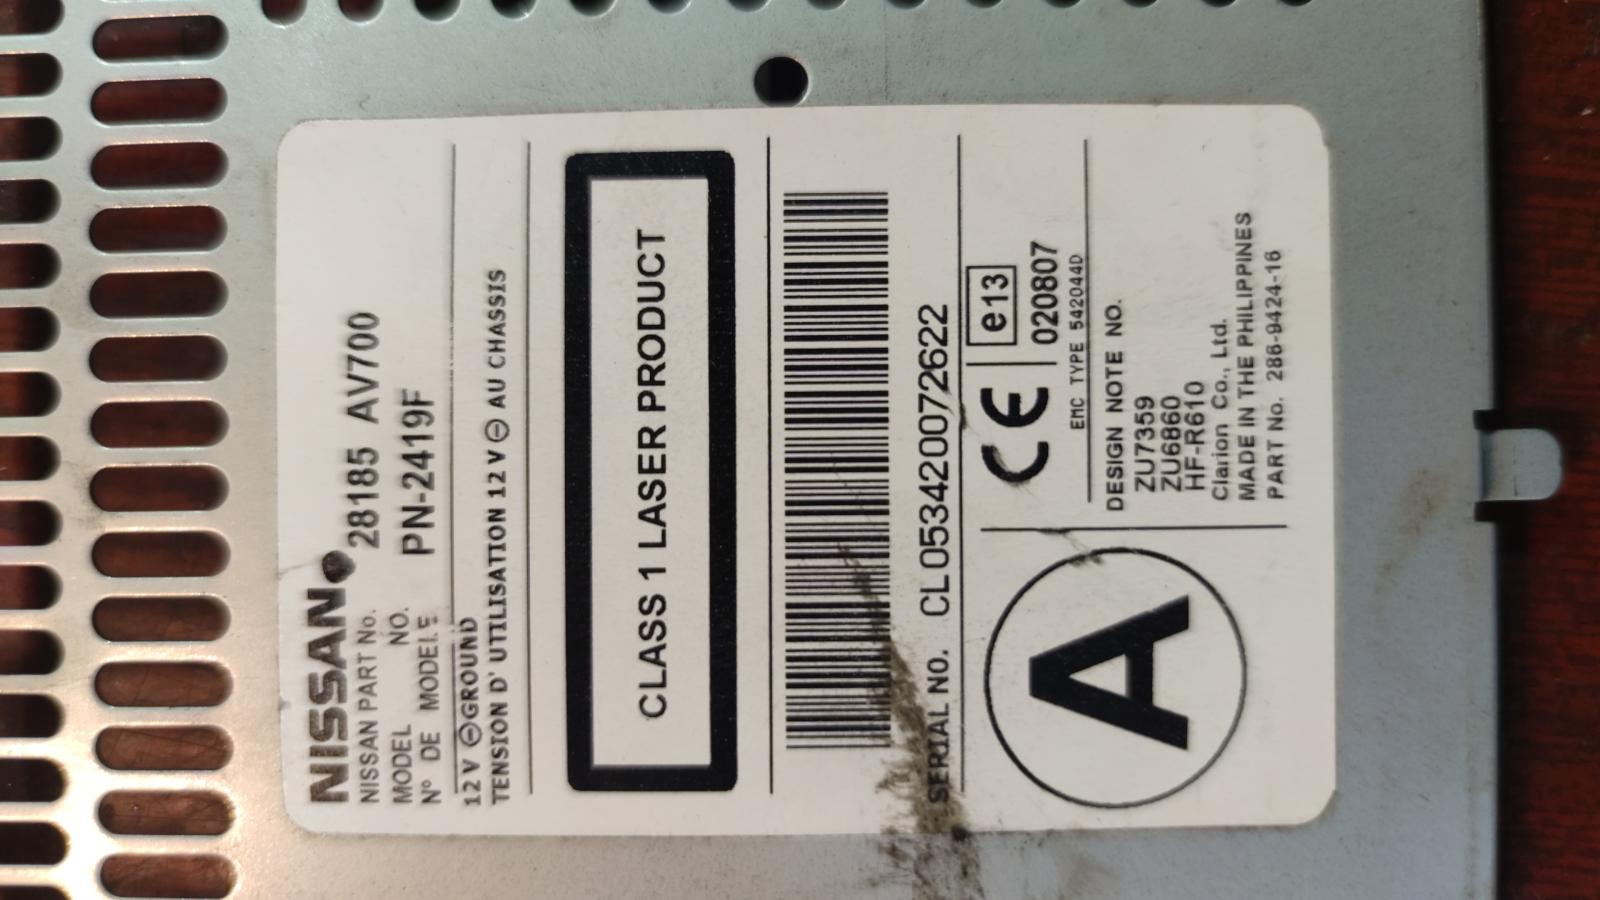 NISSAN
NISSAN PART No. 28185 AV700
MODEL NO. PN-2419F
N° DE MODELE
12 V ⊖ GROUND
TENSION D' UTILISATION 12 V ⊖ AU CHASSIS
CLASS 1 LASER PRODUCT
SERIAL NO. CL053420072622
A
CE e13
020807
EMC TYPE 542044D
DESIGN NOTE NO.
ZU7359
ZU6860
HF-R610
Clarion Co., Ltd.
MADE IN THE PHILIPPINES
PART No. 286-9424-16